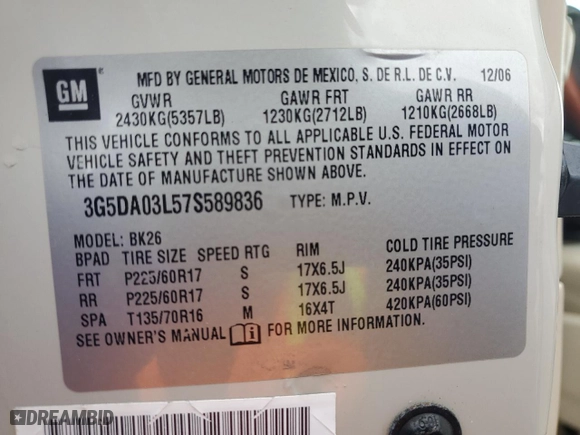 GM®
MFD BY GENERAL MOTORS DE MEXICO, S. DE R.L. DE C.V. 12/06
GVWR GAWR FRT GAWR RR
2430KG(5357LB) 1230KG(2712LB) 1210KG(2668LB)
THIS VEHICLE CONFORMS TO ALL APPLICABLE U.S. FEDERAL MOTOR
VEHICLE SAFETY AND THEFT PREVENTION STANDARDS IN EFFECT ON
THE DATE OF MANUFACTURE SHOWN ABOVE.
3G5DA03L57S589836 TYPE: M.P.V.
MODEL: BK26
BPAD TIRE SIZE SPEED RTG RIM COLD TIRE PRESSURE
FRT P225/60R17 S 17X6.5J 240KPA(35PSI)
RR P225/60R17 S 17X6.5J 240KPA(35PSI)
SPA T135/70R16 M 16X4T 420KPA(60PSI)
SEE OWNER'S MANUAL FOR MORE INFORMATION.
DREAMBID